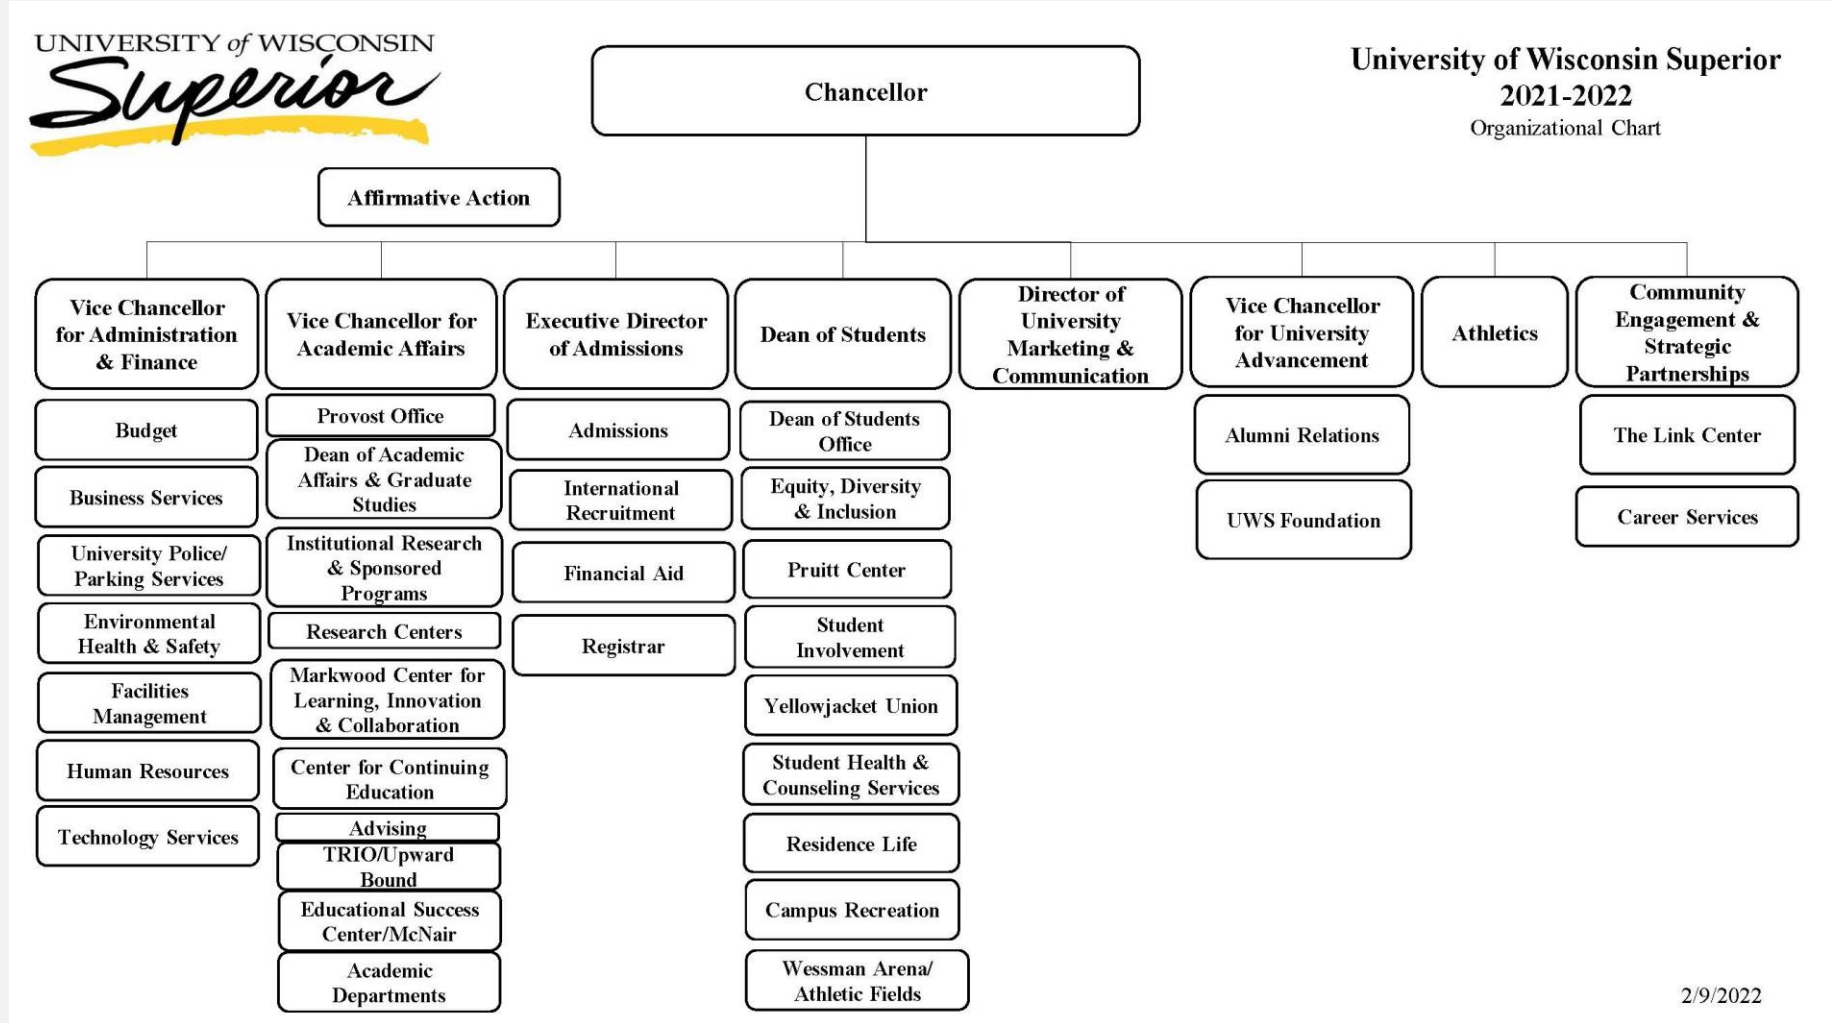 UNIVERSITY of WISCONSIN
Superior
Chancellor
University of Wisconsin Superior
2021-2022
Organizational Chart
Affirmative Action
Vice Chancellor
for Administration
& Finance
Budget
Business Services
University Police/
Parking Services
Environmental
Health & Safety
Facilities
Management
Human Resources
Technology Services
Vice Chancellor for
Academic Affairs
Provost Office
Dean of Academic
Affairs & Graduate
Studies
Institutional Research
& Sponsored
Programs
Research Centers
Markwood Center for
Learning, Innovation
& Collaboration
Center for Continuing
Education
Advising
TRIO/Upward
Bound
Educational Success
Center/McNair
Academic
Departments
Executive Director
of Admissions
Admissions
International
Recruitment
Financial Aid
Registrar
Dean of Students
Dean of Students
Office
Equity, Diversity
& Inclusion
Pruitt Center
Student
Involvement
Yellowjacket Union
Student Health &
Counseling Services
Residence Life
Campus Recreation
Wessman Arena/
Athletic Fields
Director of
University
Marketing &
Communication
Vice Chancellor
for University
Advancement
Alumni Relations
UWS Foundation
Athletics
Community
Engagement &
Strategic
Partnerships
The Link Center
Career Services
2/9/2022